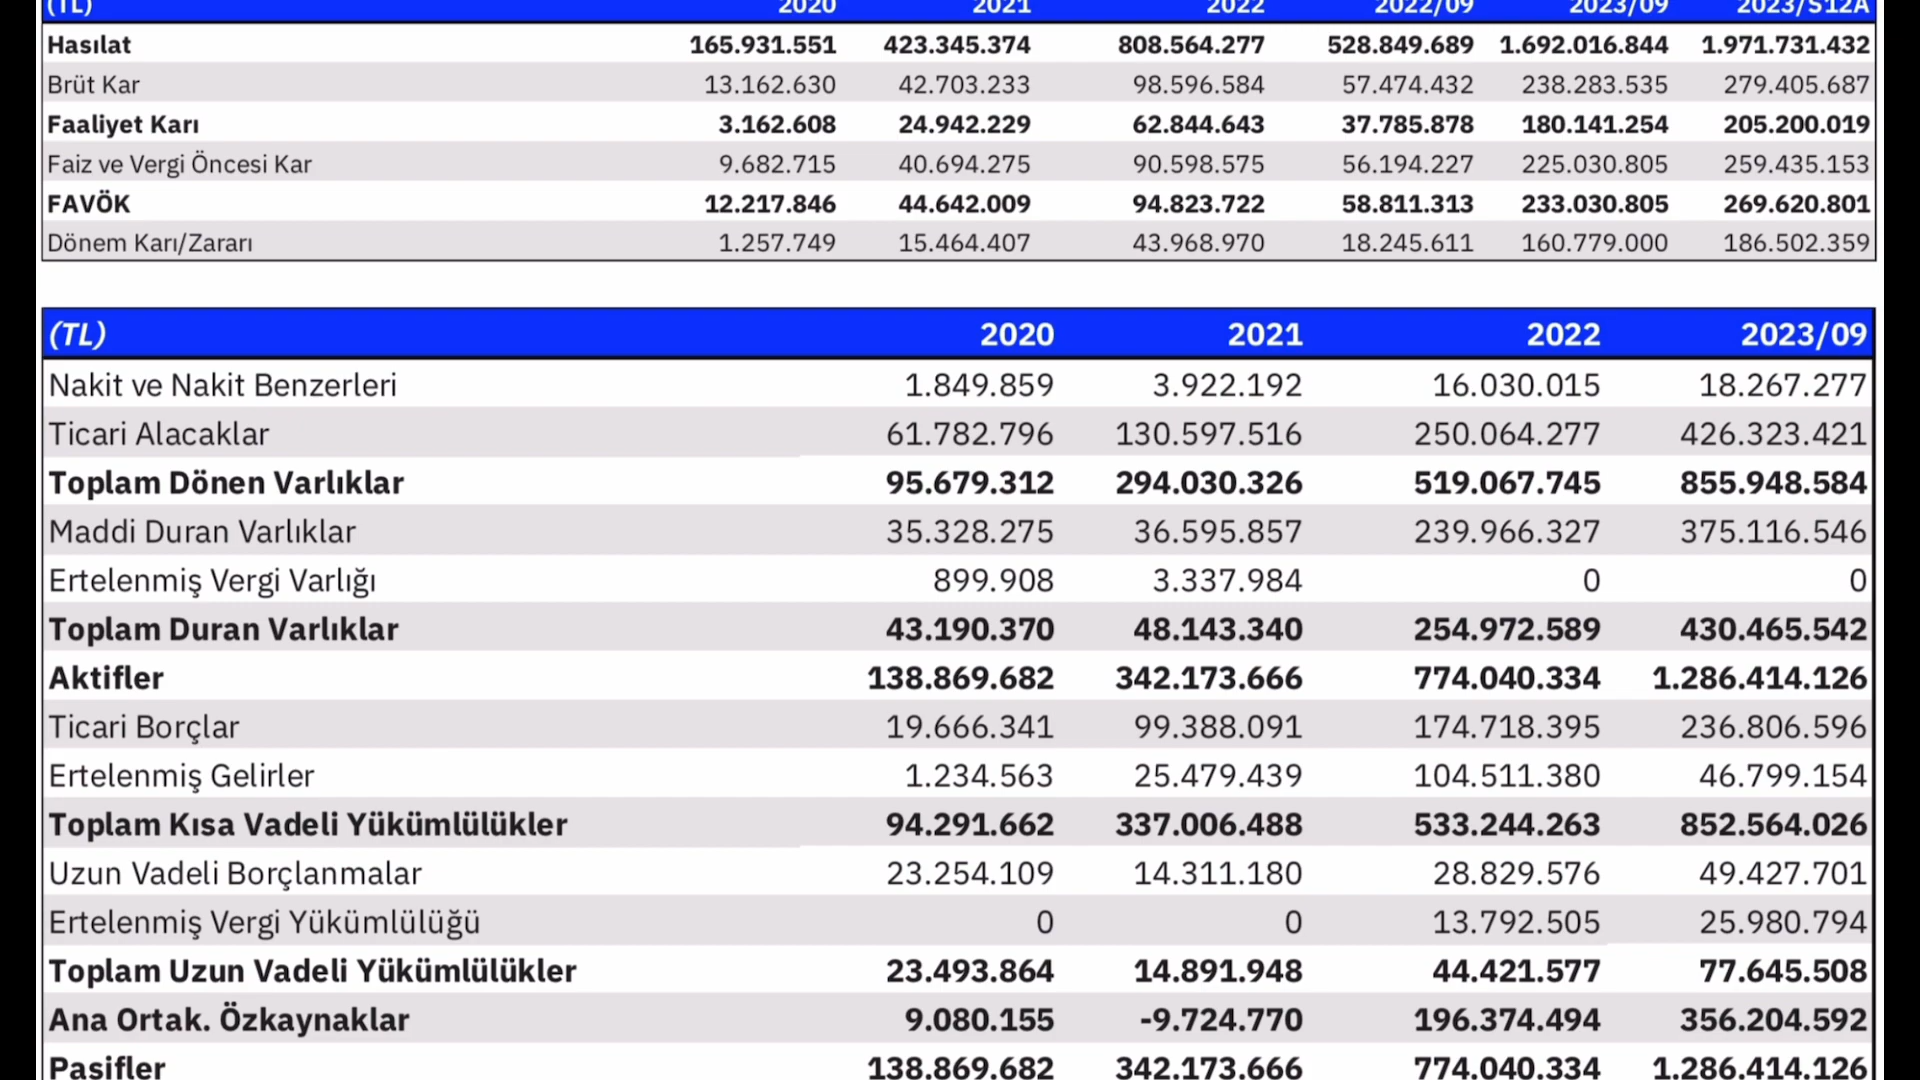 (TL) 2020 2021 2022 2022/09 2023/09 2023/S12A
Hasılat 165.931.551 423.345.374 808.564.277 528.849.689 1.692.016.844 1.971.731.432
Brüt Kar 13.162.630 42.703.233 98.596.584 57.474.432 238.283.535 279.405.687
Faaliyet Karı 3.162.608 24.942.229 62.844.643 37.785.878 180.141.254 205.200.019
Faiz ve Vergi Öncesi Kar 9.682.715 40.694.275 90.598.575 56.194.227 225.030.805 259.435.153
FAVÖK 12.217.846 44.642.009 94.823.722 58.811.313 233.030.805 269.620.801
Dönem Karı/Zararı 1.257.749 15.464.407 43.968.970 18.245.611 160.779.000 186.502.359
(TL) 2020 2021 2022 2023/09
Nakit ve Nakit Benzerleri 1.849.859 3.922.192 16.030.015 18.267.277
Ticari Alacaklar 61.782.796 130.597.516 250.064.277 426.323.421
Toplam Dönen Varlıklar 95.679.312 294.030.326 519.067.745 855.948.584
Maddi Duran Varlıklar 35.328.275 36.595.857 239.966.327 375.116.546
Ertelenmiş Vergi Varlığı 899.908 3.337.984 0 0
Toplam Duran Varlıklar 43.190.370 48.143.340 254.972.589 430.465.542
Aktifler 138.869.682 342.173.666 774.040.334 1.286.414.126
Ticari Borçlar 19.666.341 99.388.091 174.718.395 236.806.596
Ertelenmiş Gelirler 1.234.563 25.479.439 104.511.380 46.799.154
Toplam Kısa Vadeli Yükümlülükler 94.291.662 337.006.488 533.244.263 852.564.026
Uzun Vadeli Borçlanmalar 23.254.109 14.311.180 28.829.576 49.427.701
Ertelenmiş Vergi Yükümlülüğü 0 0 13.792.505 25.980.794
Toplam Uzun Vadeli Yükümlülükler 23.493.864 14.891.948 44.421.577 77.645.508
Ana Ortak. Özkaynaklar 9.080.155 -9.724.770 196.374.494 356.204.592
Pasifler 138.869.682 342.173.666 774.040.334 1.286.414.126